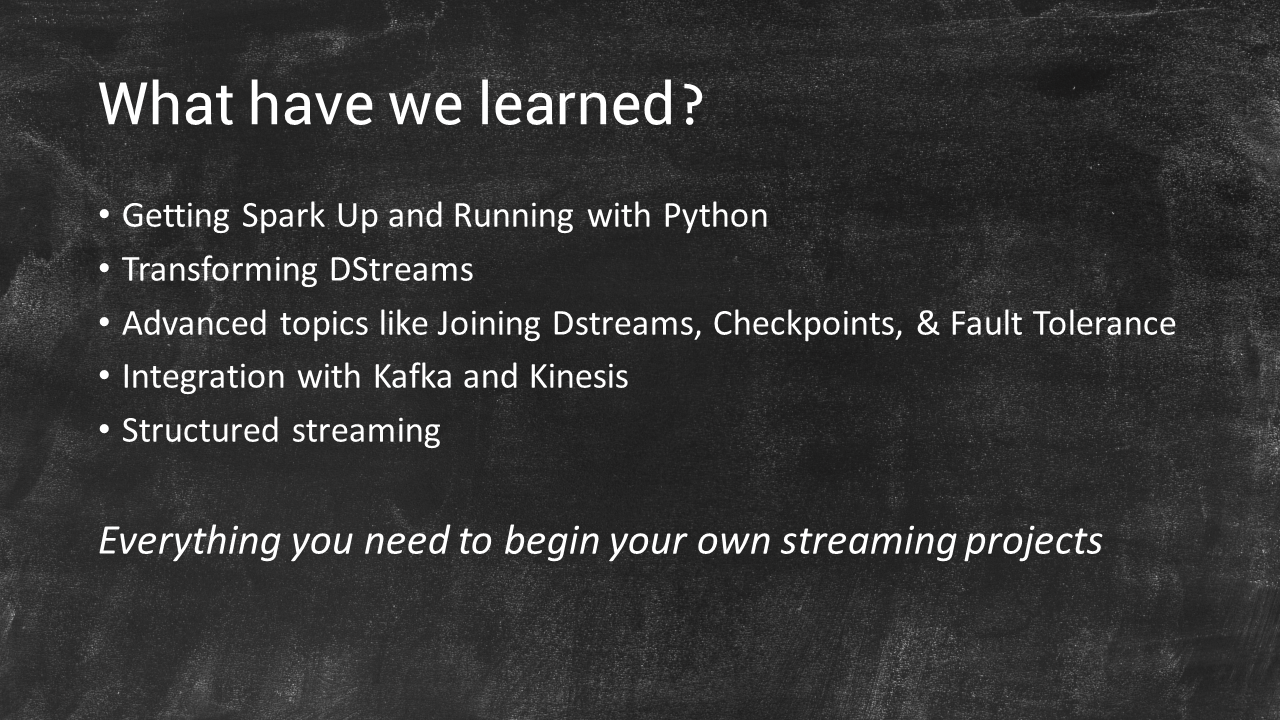 What have we learned?
• Getting Spark Up and Running with Python
• Transforming DStreams
• Advanced topics like Joining Dstreams, Checkpoints, & Fault Tolerance
• Integration with Kafka and Kinesis
• Structured streaming
Everything you need to begin your own streaming projects